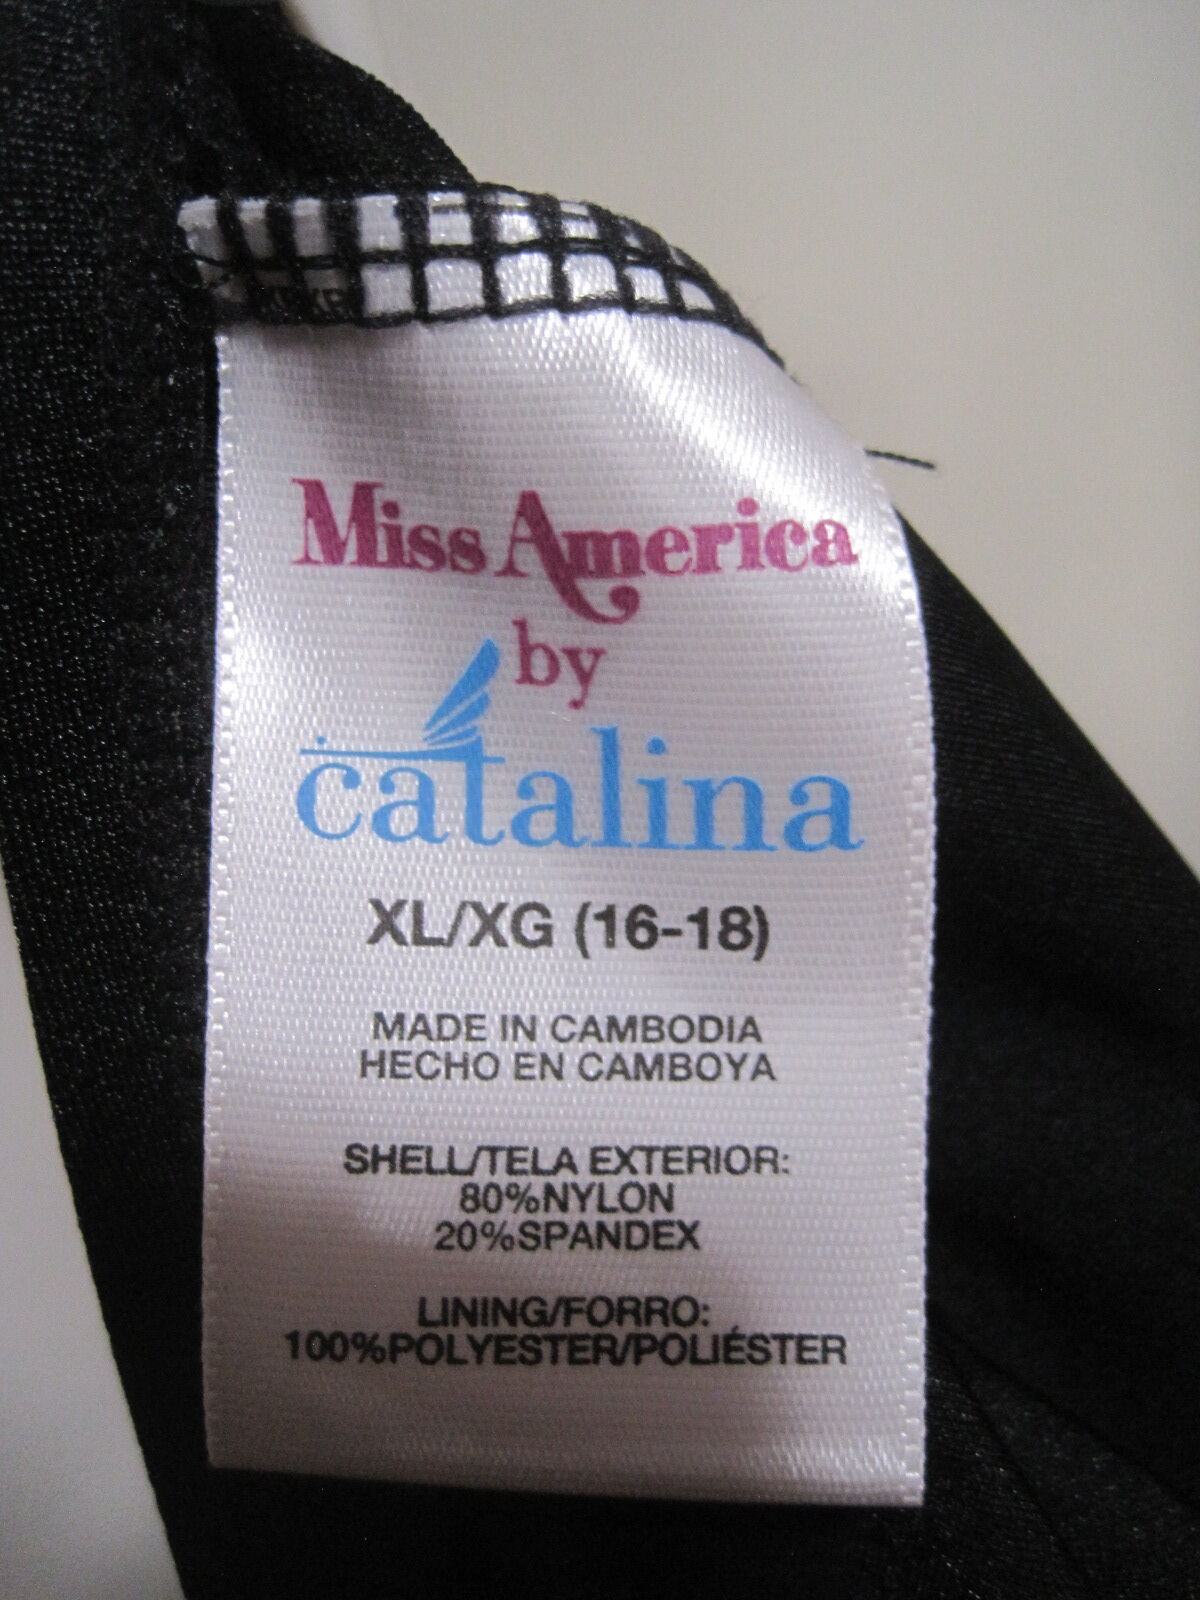 Miss America
by
catalina
XL/XG (16-18)
MADE IN CAMBODIA
HECHO EN CAMBOYA
SHELL/TELA EXTERIOR:
80%NYLON
20%SPANDEX
LINING/FORRO:
100%POLYESTER/POLIÉSTER